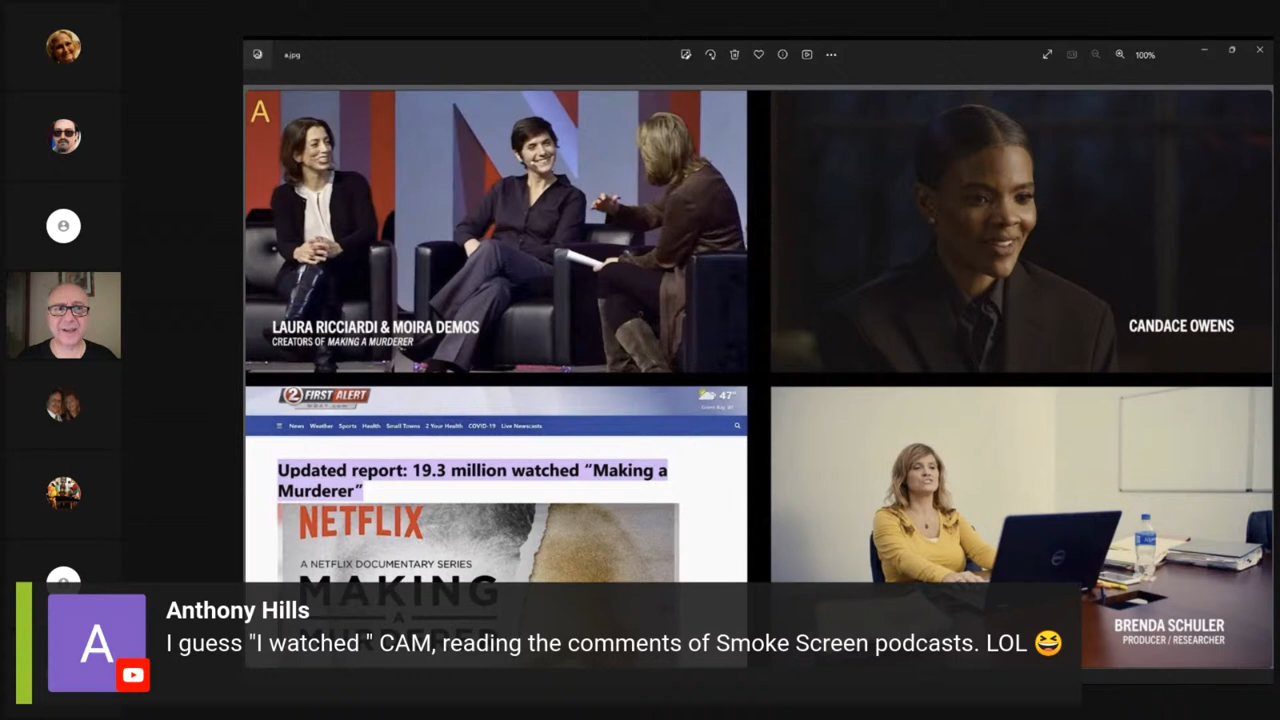 a.jpg
100%
A
LAURA RICCIARDI & MOIRA DEMOS
CREATORS OF MAKING A MURDERER
CANDACE OWENS
2 FIRST ALERT
47°
News Weather Sports Health Small Towns 2 Your Health COVID-19 Live Newscasts
Updated report: 19.3 million watched “Making a
Murderer”
NETFLIX
A NETFLIX DOCUMENTARY SERIES
MAKING
A
BRENDA SCHULER
PRODUCER / RESEARCHER
A
Anthony Hills
I guess "I watched " CAM, reading the comments of Smoke Screen podcasts. LOL 😆